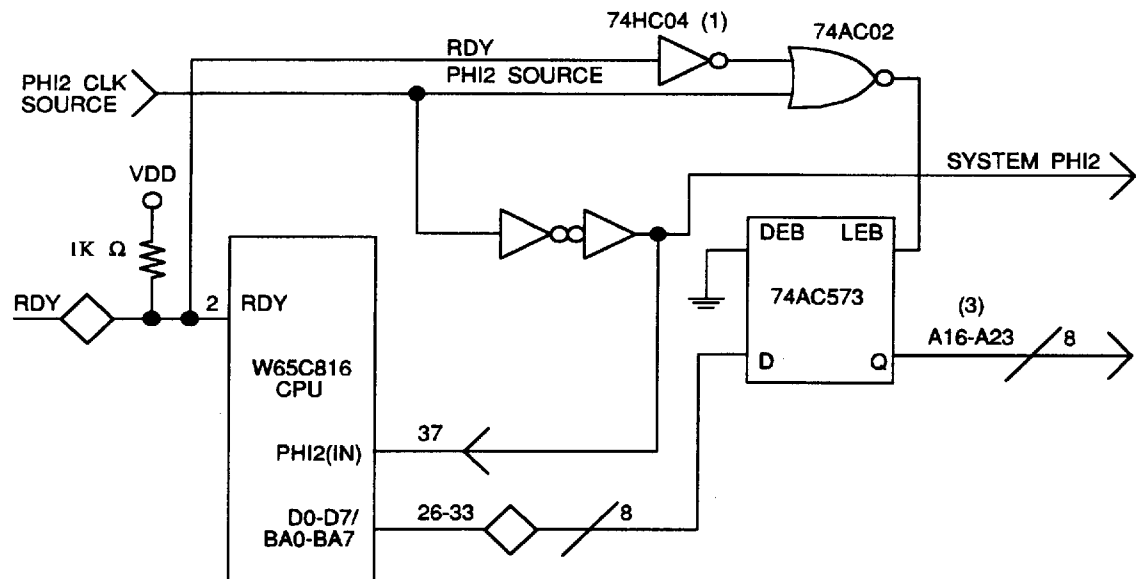 74HC04 (1)
74AC02
RDY
PHI2 SOURCE
PHI2 CLK
SOURCE
VDD
1K Ω
SYSTEM PHI2
DEB LEB
74AC573
D Q
(3)
A16-A23 8
RDY
2 RDY
W65C816
CPU
PHI2(IN) 37
D0-D7/
BA0-BA7
26-33 8